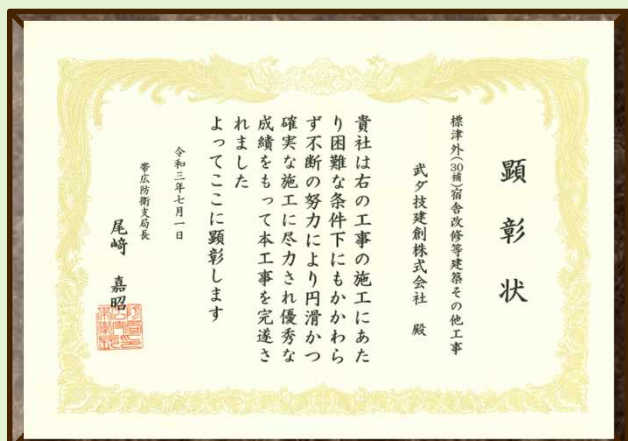 顕彰状
標津外(30補)宿舎改修等建築その他工事
武ダ技建創株式会社 殿
貴社は右の工事の施工にあた
り困難な条件下にもかかわら
ず不断の努力により円滑かつ
確実な施工に尽力され優秀な
成績をもって本工事を完遂さ
れました
よってここに顕彰します
令和三年七月一日
帯広防衛支局長
尾﨑 嘉昭